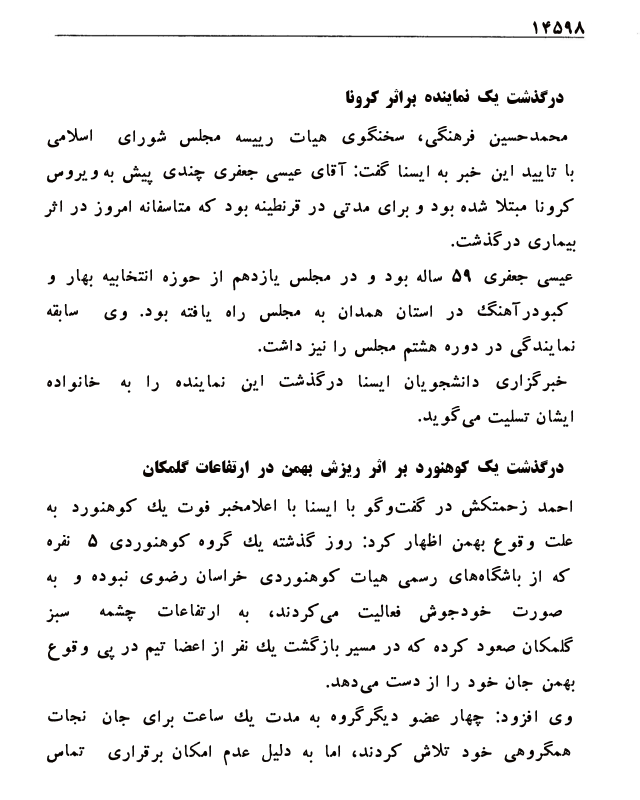 ۱۴۵۹۸
درگذشت یک نماینده براثر کرونا
محمدحسین فرهنگی، سخنگوی هیات رییسه مجلس شورای اسلامی
با تایید این خبر به ایسنا گفت: آقای عیسی جعفری چندی پیش به ویروس
کرونا مبتلا شده بود و برای مدتی در قرنطینه بود که متاسفانه امروز در اثر
بیماری درگذشت.
عیسی جعفری ۵۹ ساله بود و در مجلس یازدهم از حوزه انتخابیه بهار و
کبودرآهنگ در استان همدان به مجلس راه یافته بود. وی سابقه
نمایندگی در دوره هشتم مجلس را نیز داشت.
خبرگزاری دانشجویان ایسنا درگذشت این نماینده را به خانواده
ایشان تسلیت می‌گوید.
درگذشت یک کوهنورد بر اثر ریزش بهمن در ارتفاعات گلمکان
احمد زحمتکش در گفت‌وگو با ایسنا با اعلام‌خبر فوت یك کوهنورد به
علت وقوع بهمن اظهار کرد: روز گذشته یك گروه کوهنوردی ۵ نفره
که از باشگاه‌های رسمی هیات کوهنوردی خراسان رضوی نبوده و به
صورت خودجوش فعالیت می‌کردند، به ارتفاعات چشمه سبز
گلمکان صعود کرده که در مسیر بازگشت یك نفر از اعضا تیم در پی وقوع
بهمن جان خود را از دست می‌دهد.
وی افزود: چهار عضو دیگرگروه به مدت یك ساعت برای جان نجات
همگروهی خود تلاش کردند، اما به دلیل عدم امکان برقراری تماس